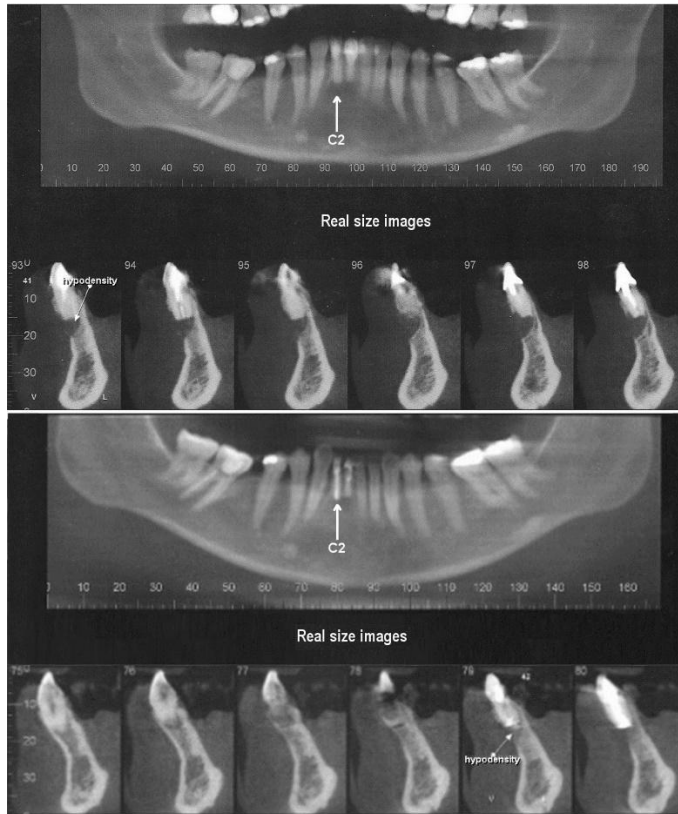 C2
0 10 20 30 40 50 60 70 80 90 100 110 120 130 140 150 160 170 180 190
Real size images
93 U 94 95 96 97 98
41
hypodensity
10
20
30
V L
C2
0 10 20 30 40 50 60 70 80 90 100 110 120 130 140 150 160
Real size images
75 U 76 77 78 79 80
42
10
20
hypodensity
30
V